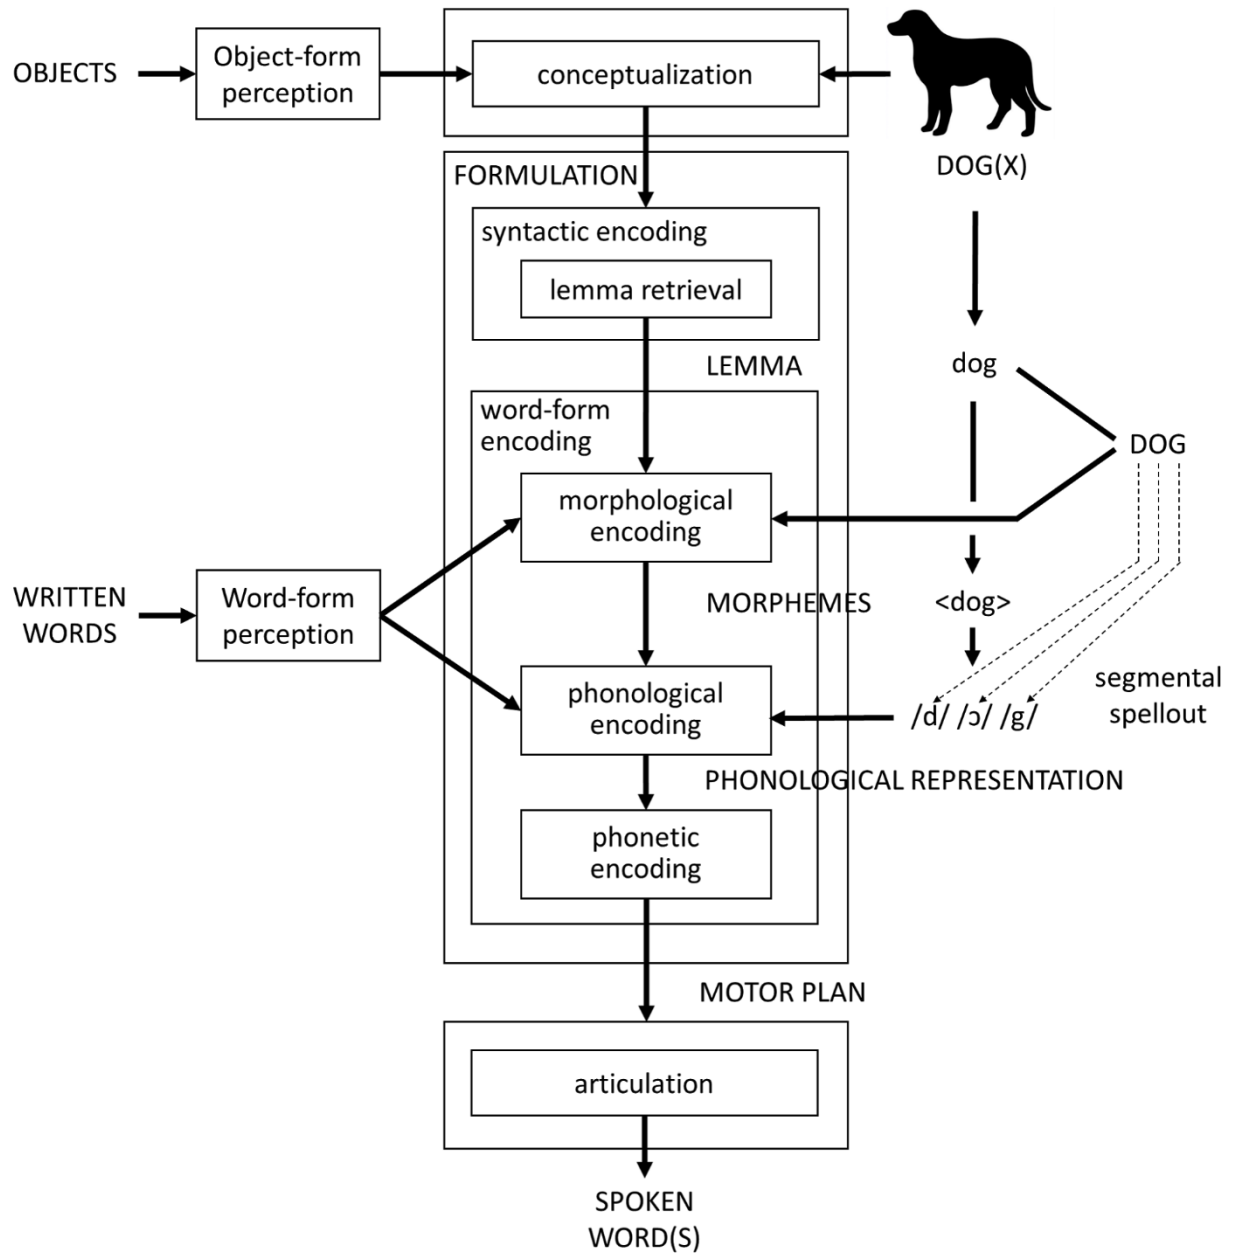 OBJECTS
Object-form
perception
conceptualization
DOG(X)
FORMULATION
syntactic encoding
lemma retrieval
LEMMA
dog
word-form
encoding
DOG
morphological
encoding
WRITTEN
WORDS
Word-form
perception
MORPHEMES
<dog>
phonological
encoding
/d/ /ɔ/ /g/
segmental
spellout
PHONOLOGICAL REPRESENTATION
phonetic
encoding
MOTOR PLAN
articulation
SPOKEN
WORD(S)